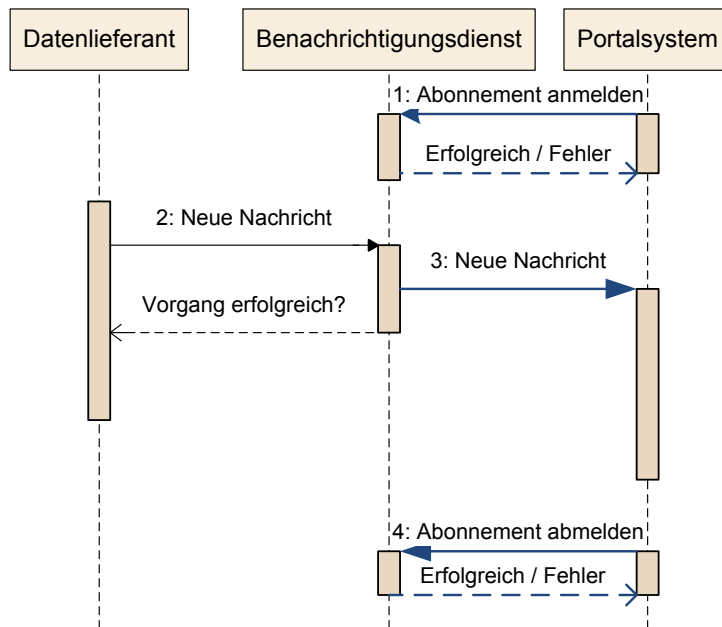 Datenlieferant
Benachrichtigungsdienst
Portalsystem
1: Abonnement anmelden
Erfolgreich / Fehler
2: Neue Nachricht
3: Neue Nachricht
Vorgang erfolgreich?
4: Abonnement abmelden
Erfolgreich / Fehler